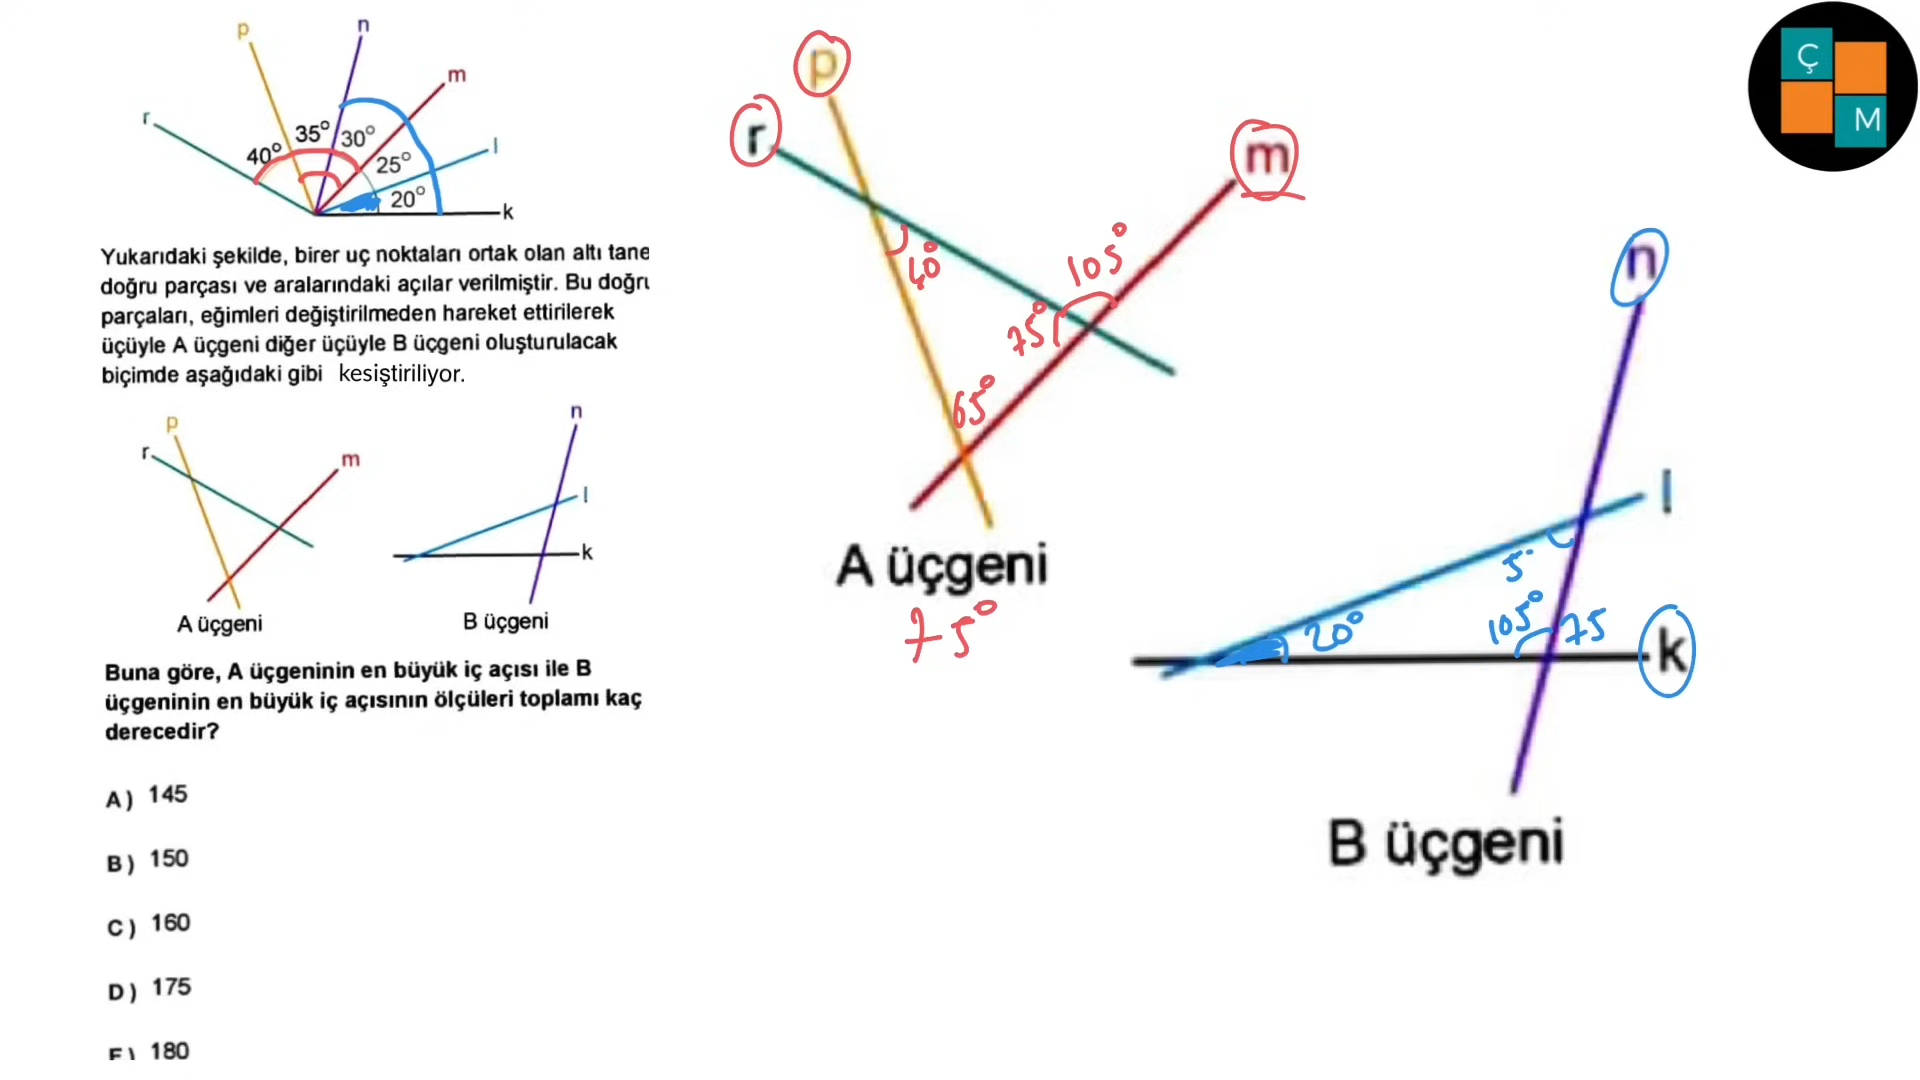 p
n
m
r
l
k
35°
30°
40°
25°
20°
Yukarıdaki şekilde, birer uç noktaları ortak olan altı tane
doğru parçası ve aralarındaki açılar verilmiştir. Bu doğru
parçaları, eğimleri değiştirilmeden hareket ettirilerek
üçüyle A üçgeni diğer üçüyle B üçgeni oluşturulacak
biçimde aşağıdaki gibi kesiştiriliyor.
p
r
m
n
l
k
A üçgeni
B üçgeni
Buna göre, A üçgeninin en büyük iç açısı ile B
üçgeninin en büyük iç açısının ölçüleri toplamı kaç
derecedir?
A) 145
B) 150
C) 160
D) 175
E) 180
p
r
m
40°
105°
75°
65°
A üçgeni
75°
n
l
k
5
20°
105°
75
B üçgeni
Ç
M